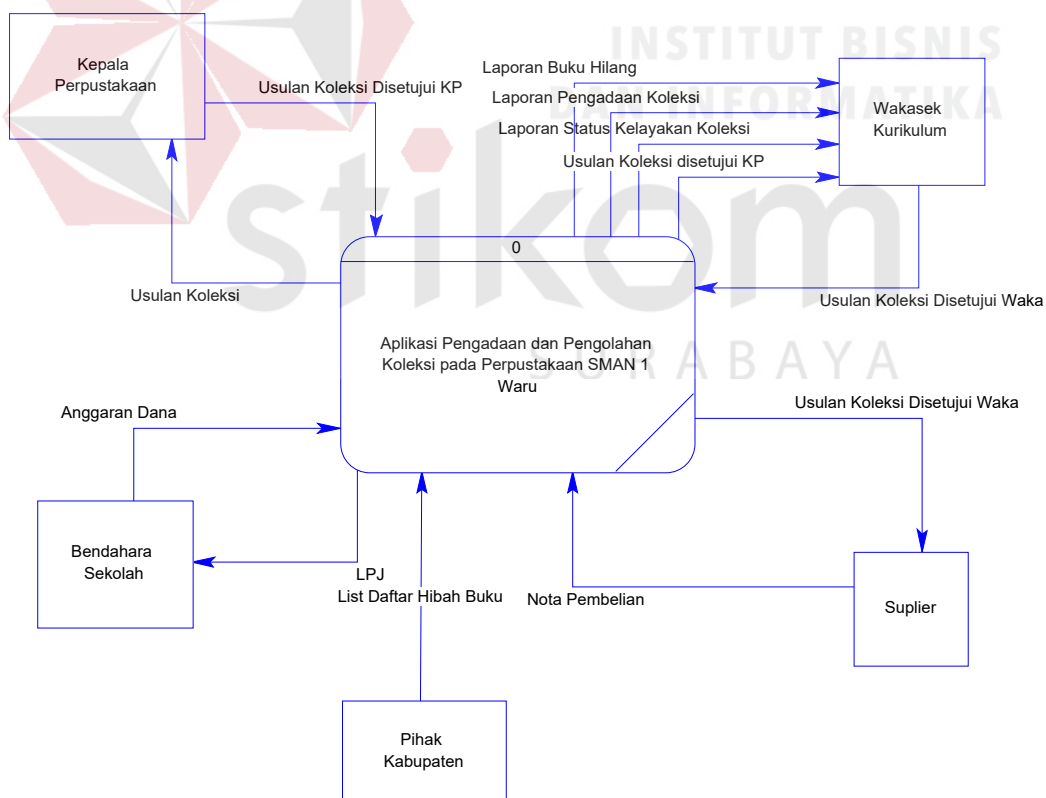 INSTITUT BISNIS
DAN INFORMATIKA
stikom
SURABAYA
Kepala
Perpustakaan
Usulan Koleksi Disetujui KP
Laporan Buku Hilang
Laporan Pengadaan Koleksi
Laporan Status Kelayakan Koleksi
Usulan Koleksi disetujui KP
Wakasek
Kurikulum
Usulan Koleksi
0
Usulan Koleksi Disetujui Waka
Aplikasi Pengadaan dan Pengolahan
Koleksi pada Perpustakaan SMAN 1
Waru
Anggaran Dana
Usulan Koleksi Disetujui Waka
Bendahara
Sekolah
LPJ
List Daftar Hibah Buku
Nota Pembelian
Suplier
Pihak
Kabupaten